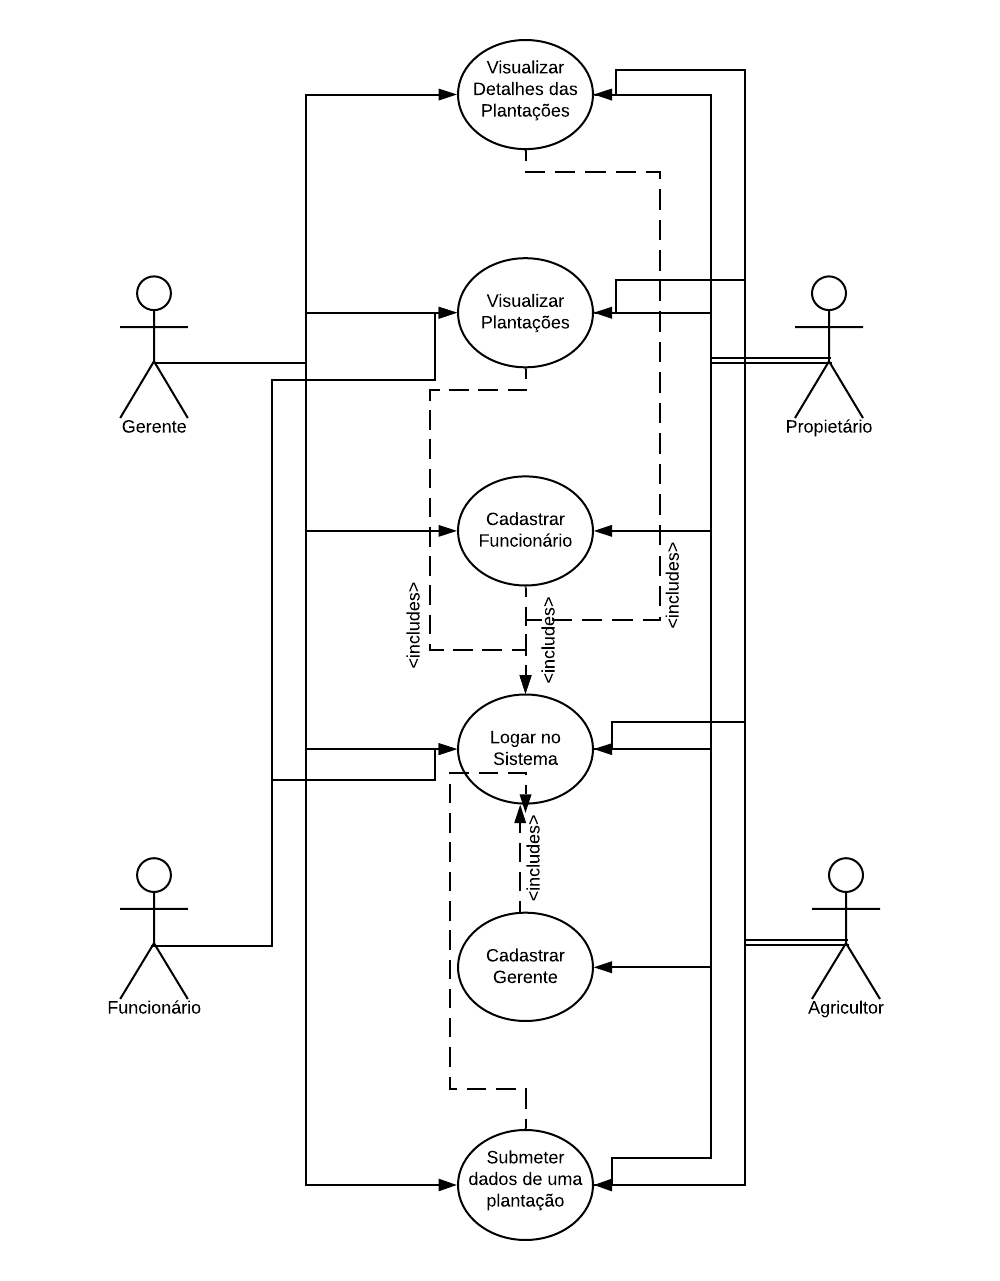 Visualizar
Detalhes das
Plantações
Visualizar
Plantações
Gerente
Propietário
Cadastrar
Funcionário
<includes>
<includes>
<includes>
Logar no
Sistema
<includes>
Cadastrar
Gerente
Funcionário
Agricultor
Submeter
dados de uma
plantação